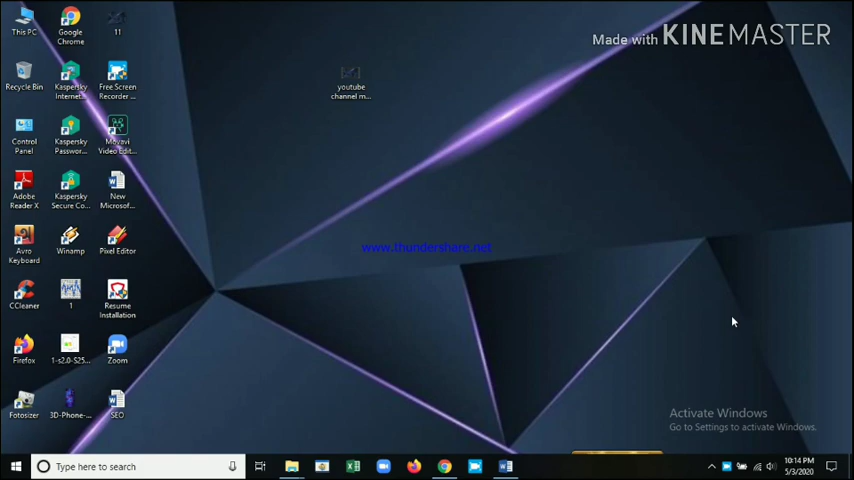 Made with KINEMASTER
This PC
Google
Chrome
11
Recycle Bin
Kaspersky
Internet...
Free Screen
Recorder ...
youtube
channel m...
Control
Panel
Kaspersky
Passwor...
Movavi
Video Edit...
Adobe
Reader X
Kaspersky
Secure Co...
New
Microsof...
Avro
Keyboard
Winamp
Pixel Editor
www.thundershare.net
CCleaner
1
Resume
Installation
Firefox
1-s2.0-S25...
Zoom
Fotosizer
3D-Phone-...
SEO
Activate Windows
Go to Settings to activate Windows.
Type here to search
10:14 PM
5/3/2020